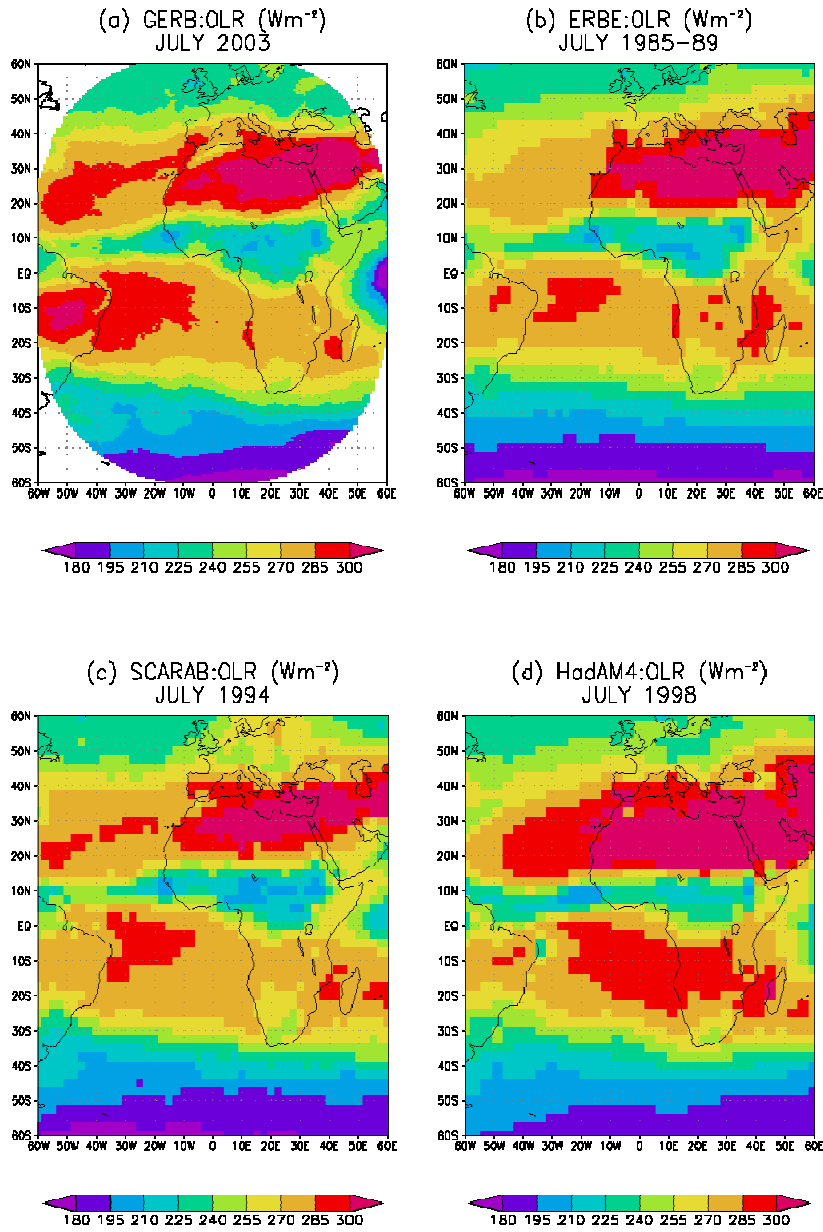 (a) GERB:OLR (Wm⁻²)
JULY 2003
60N
50N
40N
30N
20N
10N
EQ
10S
20S
30S
40S
50S
60S
60W 50W 40W 30W 20W 10W 0 10E 20E 30E 40E 50E 60E
180 195 210 225 240 255 270 285 300
(b) ERBE:OLR (Wm⁻²)
JULY 1985-89
60N
50N
40N
30N
20N
10N
EQ
10S
20S
30S
40S
50S
60S
60W 50W 40W 30W 20W 10W 0 10E 20E 30E 40E 50E 60E
180 195 210 225 240 255 270 285 300
(c) SCARAB:OLR (Wm⁻²)
JULY 1994
60N
50N
40N
30N
20N
10N
EQ
10S
20S
30S
40S
50S
60S
60W 50W 40W 30W 20W 10W 0 10E 20E 30E 40E 50E 60E
180 195 210 225 240 255 270 285 300
(d) HadAM4:OLR (Wm⁻²)
JULY 1998
60N
50N
40N
30N
20N
10N
EQ
10S
20S
30S
40S
50S
60S
60W 50W 40W 30W 20W 10W 0 10E 20E 30E 40E 50E 60E
180 195 210 225 240 255 270 285 300